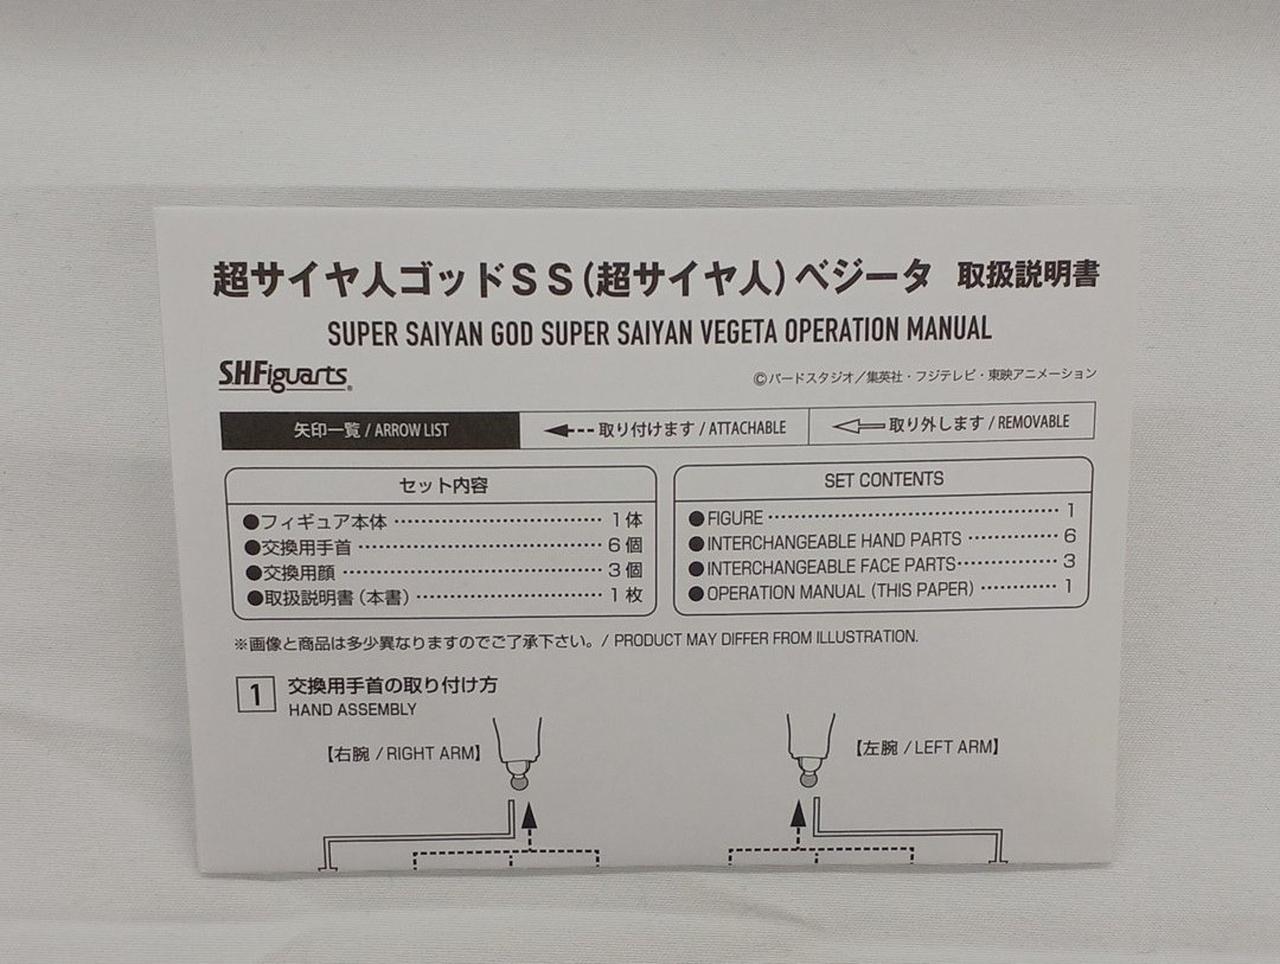 超サイヤ人ゴッドSS(超サイヤ人)ベジータ 取扱説明書
SUPER SAIYAN GOD SUPER SAIYAN VEGETA OPERATION MANUAL
S.H.Figuarts®
©バードスタジオ/集英社・フジテレビ・東映アニメーション
矢印一覧 / ARROW LIST
取り付けます / ATTACHABLE
取り外します / REMOVABLE
セット内容
●フィギュア本体 ………………………… 1体
●交換用手首 ………………………… 6個
●交換用顔 ………………………… 3個
●取扱説明書(本書) ………………………… 1枚
SET CONTENTS
●FIGURE ………………………… 1
●INTERCHANGEABLE HAND PARTS ………… 6
●INTERCHANGEABLE FACE PARTS ………… 3
●OPERATION MANUAL (THIS PAPER) ………… 1
※画像と商品は多少異なりますのでご了承下さい。/ PRODUCT MAY DIFFER FROM ILLUSTRATION.
1 交換用手首の取り付け方
HAND ASSEMBLY
【右腕 / RIGHT ARM】
【左腕 / LEFT ARM】